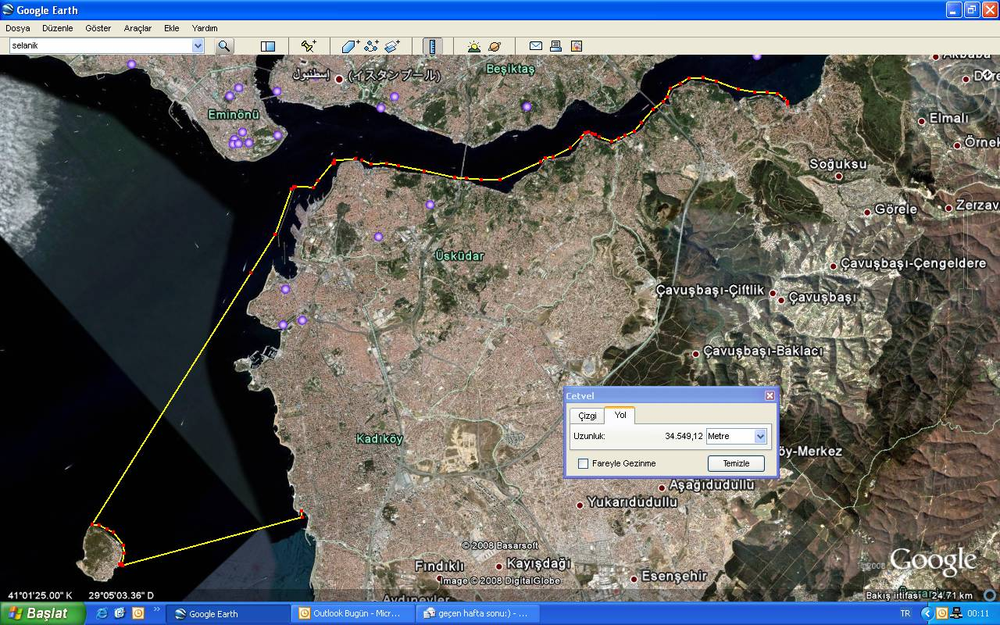 Google Earth
Dosya Düzenle Göster Araçlar Ekle Yardım
selanik
إسطنبول (イスタンブール)
Beşiktaş
Akbaba
Eminönü
Elmalı
Soğuksu
Görele
Zerzav
Üsküdar
Çavuşbaşı-Çengeldere
Çavuşbaşı-Çiftlik
Çavuşbaşı
Çavuşbaşı-Baklacı
Cetvel
Çizgi Yol
Uzunluk: 34.549,12 Metre
Fareyle Gezinme Temizle
Kadıköy
öy-Merkez
Aşağıdudullu
Yukarıdudullu
© 2008 Basarsoft
Fındıklı
Kayışdağı
Esenşehir
Image © 2008 DigitalGlobe
©2008 Google
Aydınevler
41°01'25.00" K 29°05'03.36" D
Bakış irtifası 24.71 km
Başlat Google Earth Outlook Bugün - Micr... geçen hafta sonu:) - ... TR 00:11